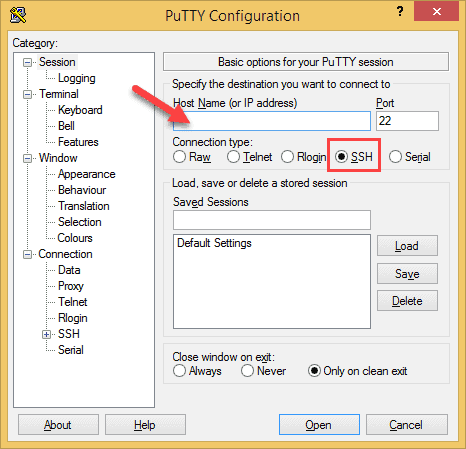 PuTTY Configuration
?
Category:
Session
Logging
Terminal
Keyboard
Bell
Features
Window
Appearance
Behaviour
Translation
Selection
Colours
Connection
Data
Proxy
Telnet
Rlogin
SSH
Serial
Basic options for your PuTTY session
Specify the destination you want to connect to
Host Name (or IP address) Port
22
Connection type:
Raw Telnet Rlogin SSH Serial
Load, save or delete a stored session
Saved Sessions
Default Settings
Load
Save
Delete
Close window on exit:
Always Never Only on clean exit
About Help Open Cancel